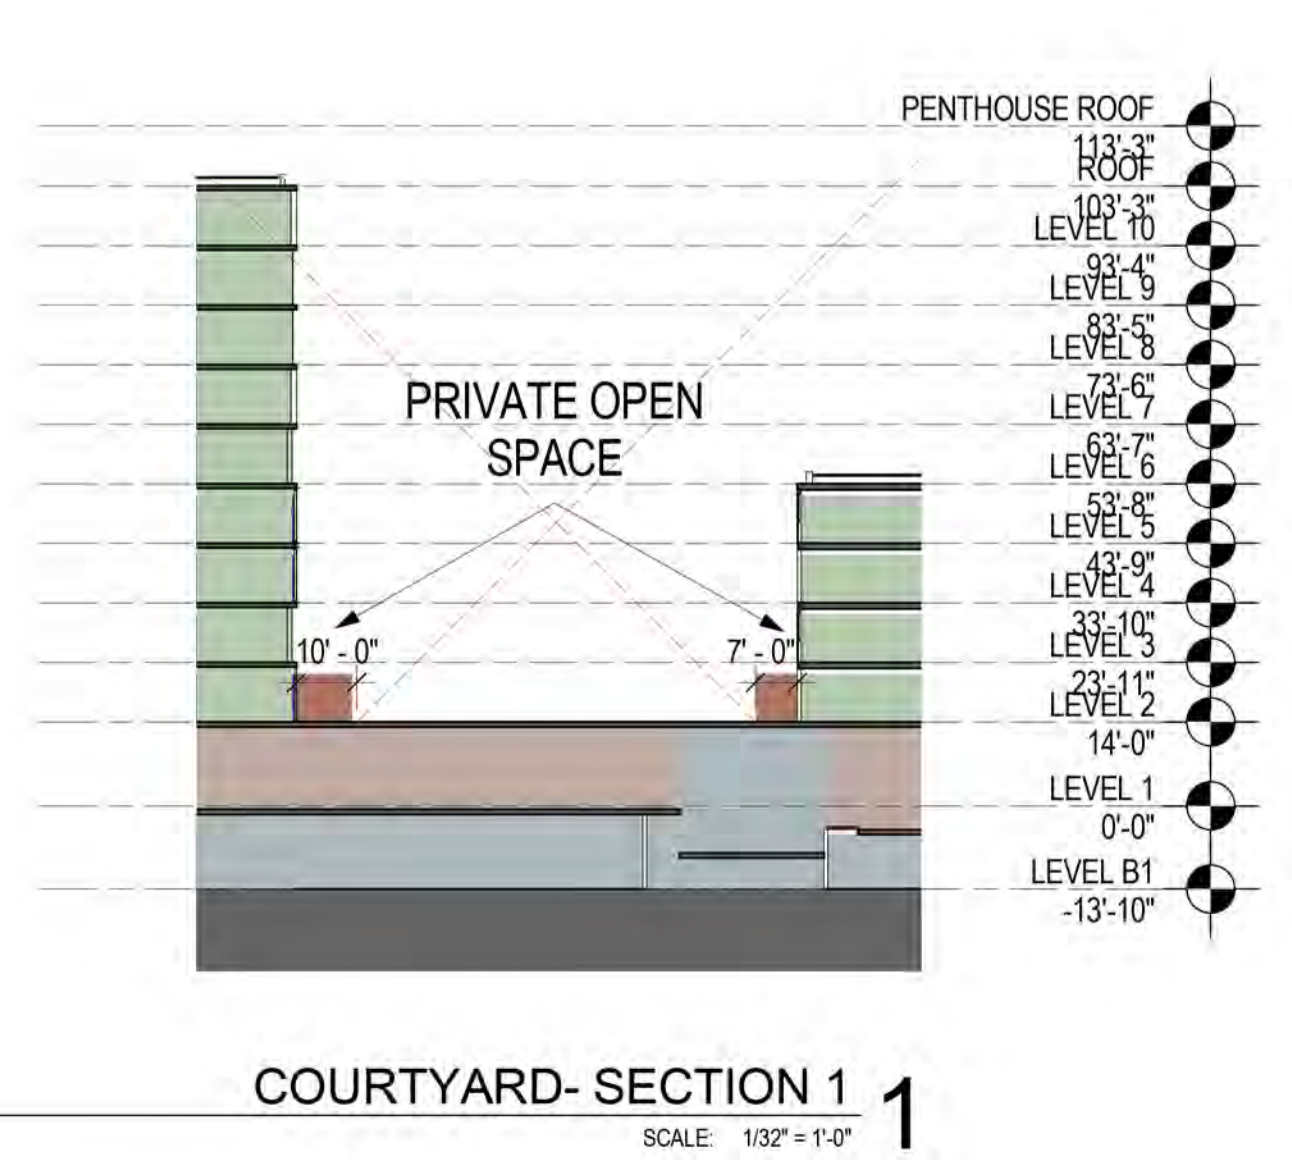 PENTHOUSE ROOF
113'-3"
ROOF
103'-3"
LEVEL 10
93'-4"
LEVEL 9
83'-5"
LEVEL 8
73'-6"
LEVEL 7
63'-7"
LEVEL 6
53'-8"
LEVEL 5
43'-9"
LEVEL 4
33'-10"
LEVEL 3
23'-11"
LEVEL 2
14'-0"
LEVEL 1
0'-0"
LEVEL B1
-13'-10"
PRIVATE OPEN
SPACE
10' - 0"
7' - 0"
COURTYARD- SECTION 1
1
SCALE: 1/32" = 1'-0"